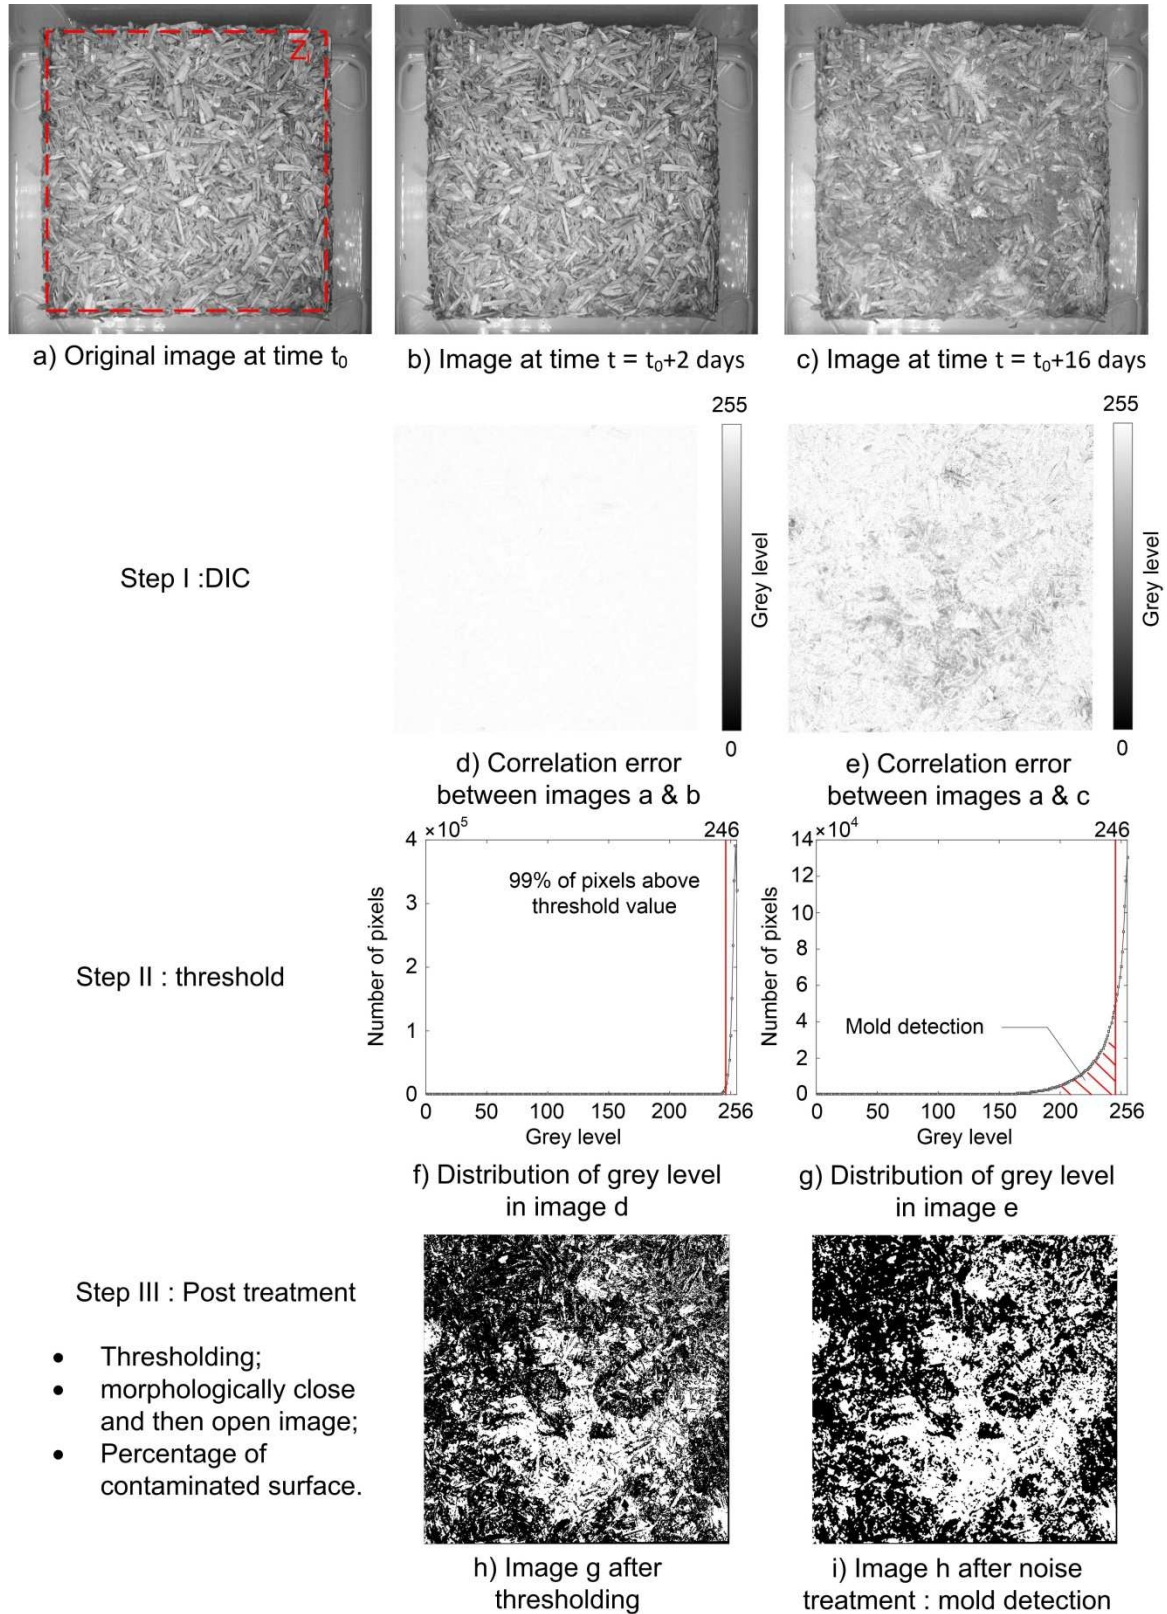 Z
a) Original image at time t₀
b) Image at time t = t₀+2 days
c) Image at time t = t₀+16 days
255
255
Step I :DIC
Grey level
Grey level
0
0
d) Correlation error
between images a & b
e) Correlation error
between images a & c
×10⁵
246
4
3
2
1
0
Number of pixels
99% of pixels above
threshold value
0
50
100
150
200
256
Grey level
×10⁴
246
14
12
10
8
6
4
2
0
Number of pixels
Mold detection
0
50
100
150
200
256
Grey level
Step II : threshold
f) Distribution of grey level
in image d
g) Distribution of grey level
in image e
Step III : Post treatment
• Thresholding;
• morphologically close
and then open image;
• Percentage of
contaminated surface.
h) Image g after
thresholding
i) Image h after noise
treatment : mold detection